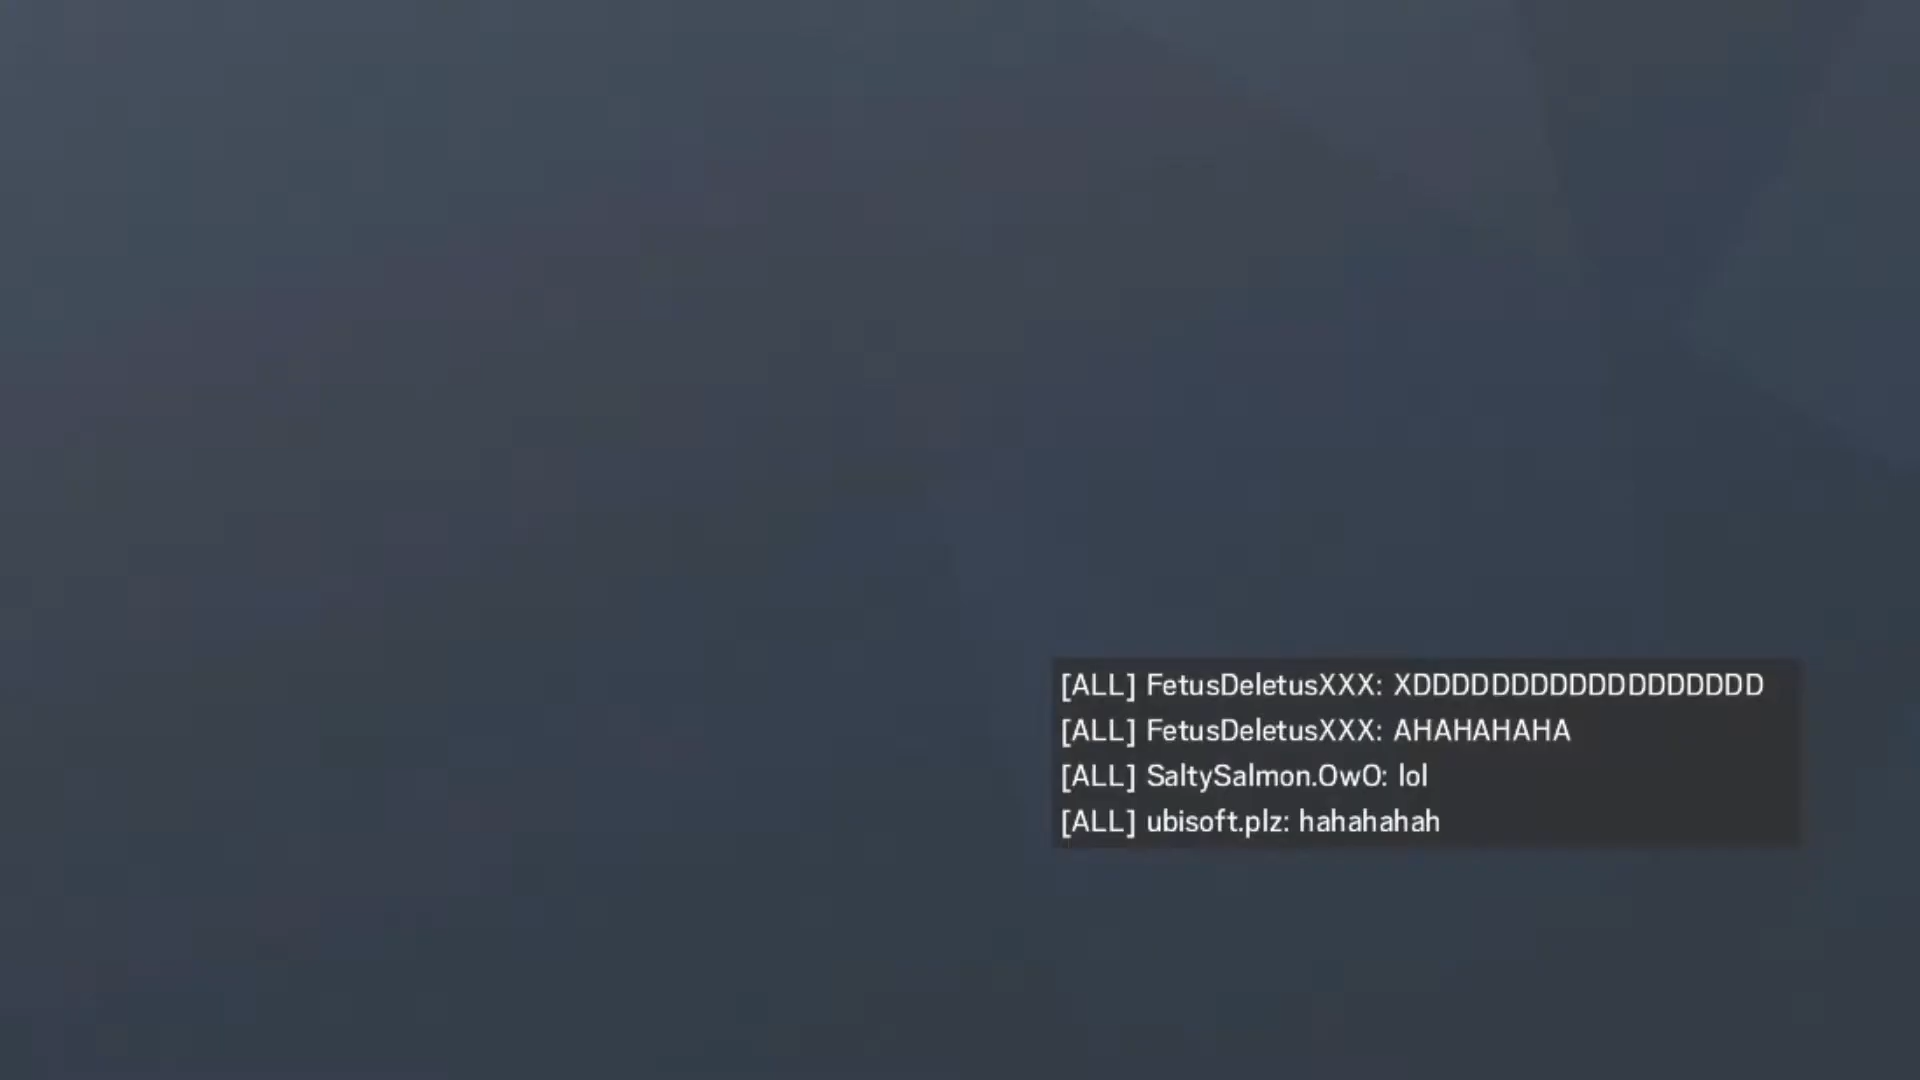 [ALL] FetusDeletusXXX: XDDDDDDDDDDDDDDDDDD
[ALL] FetusDeletusXXX: AHAHAHAHA
[ALL] SaltySalmon.OwO: lol
[ALL] ubisoft.plz: hahahahah